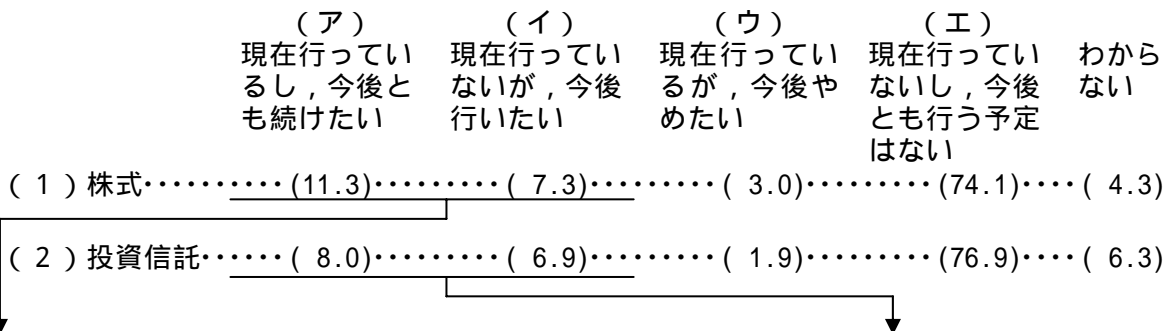 (ア) (イ) (ウ) (エ)
現在行ってい 現在行ってい 現在行ってい 現在行ってい わから
るし,今後と ないが,今後 るが,今後や ないし,今後 ない
も続けたい 行いたい めたい とも行う予定
はない
(1)株式・・・・・・・・・・(11.3)・・・・・・・・・( 7.3)・・・・・・・・・( 3.0)・・・・・・・・・(74.1)・・・・( 4.3)
(2)投資信託・・・・・・( 8.0)・・・・・・・・・( 6.9)・・・・・・・・・( 1.9)・・・・・・・・・(76.9)・・・・( 6.3)